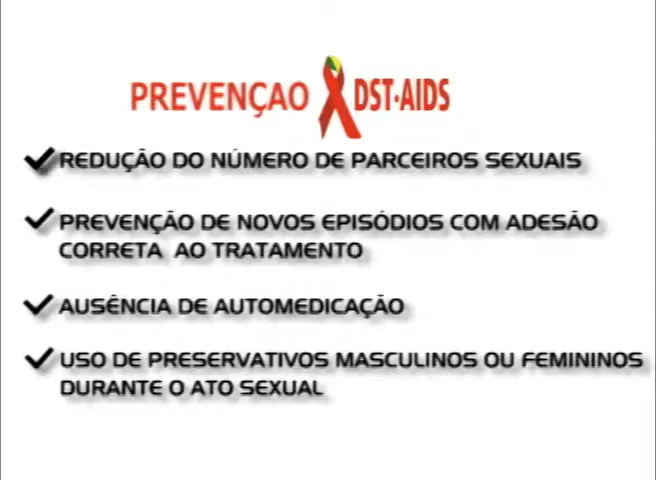 PREVENÇAO DST-AIDS
REDUÇÃO DO NÚMERO DE PARCEIROS SEXUAIS
PREVENÇÃO DE NOVOS EPISÓDIOS COM ADESÃO
CORRETA AO TRATAMENTO
AUSÊNCIA DE AUTOMEDICAÇÃO
USO DE PRESERVATIVOS MASCULINOS OU FEMININOS
DURANTE O ATO SEXUAL